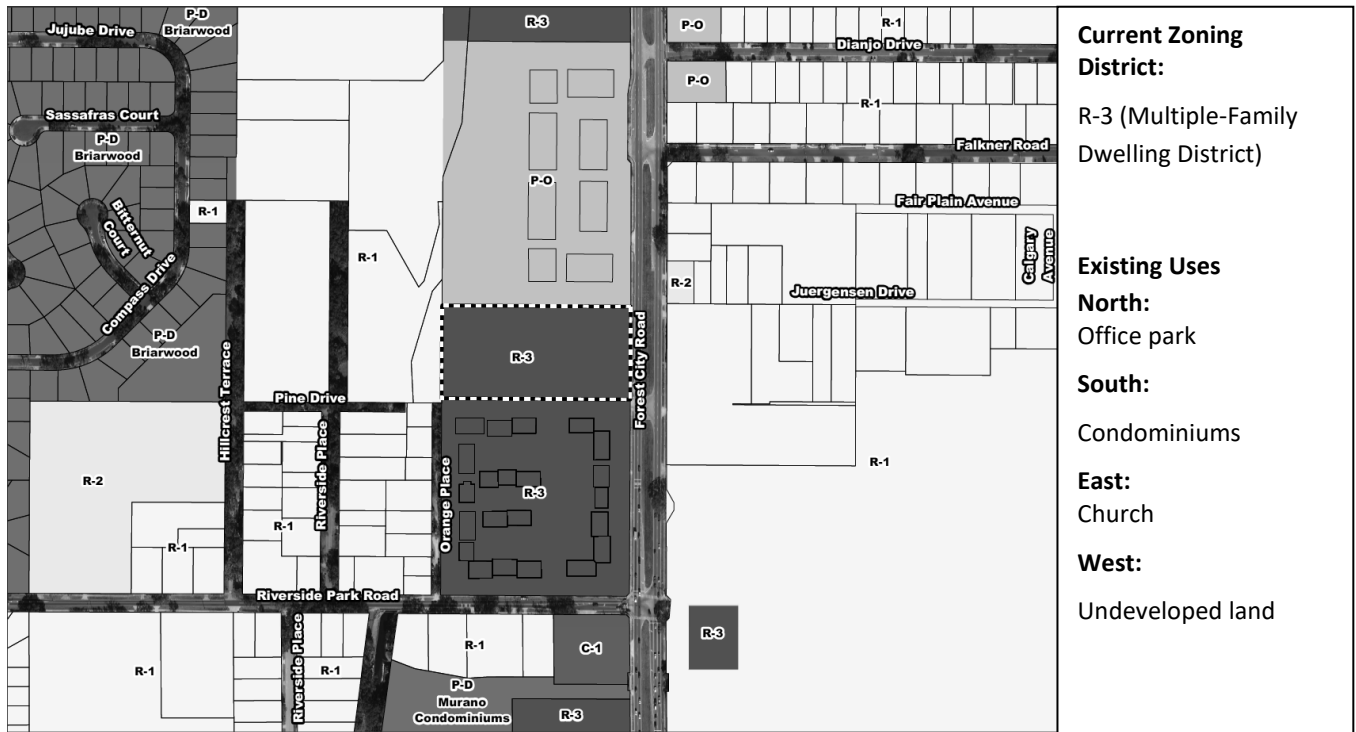 P-D
Briarwood
Jujube Drive
R-3
P-O
R-1
Dianjo Drive
Sassafras Court
P-D
Briarwood
P-O
R-1
Falkner Road
P-O
Fair Plain Avenue
R-1
Bitternut
Court
Compass Drive
R-1
R-2
Juergensen Drive
Calgary
Avenue
P-D
Briarwood
Hillcrest Terrace
R-3
Forest City Road
Pine Drive
Riverside Place
Orange Place
R-2
R-1
R-1
R-3
R-1
Riverside Park Road
R-1
Riverside Place
R-1
R-1
C-1
R-3
P-D
Murano
Condominiums
R-3
Current Zoning
District:
R-3 (Multiple-Family
Dwelling District)
Existing Uses
North:
Office park
South:
Condominiums
East:
Church
West:
Undeveloped land